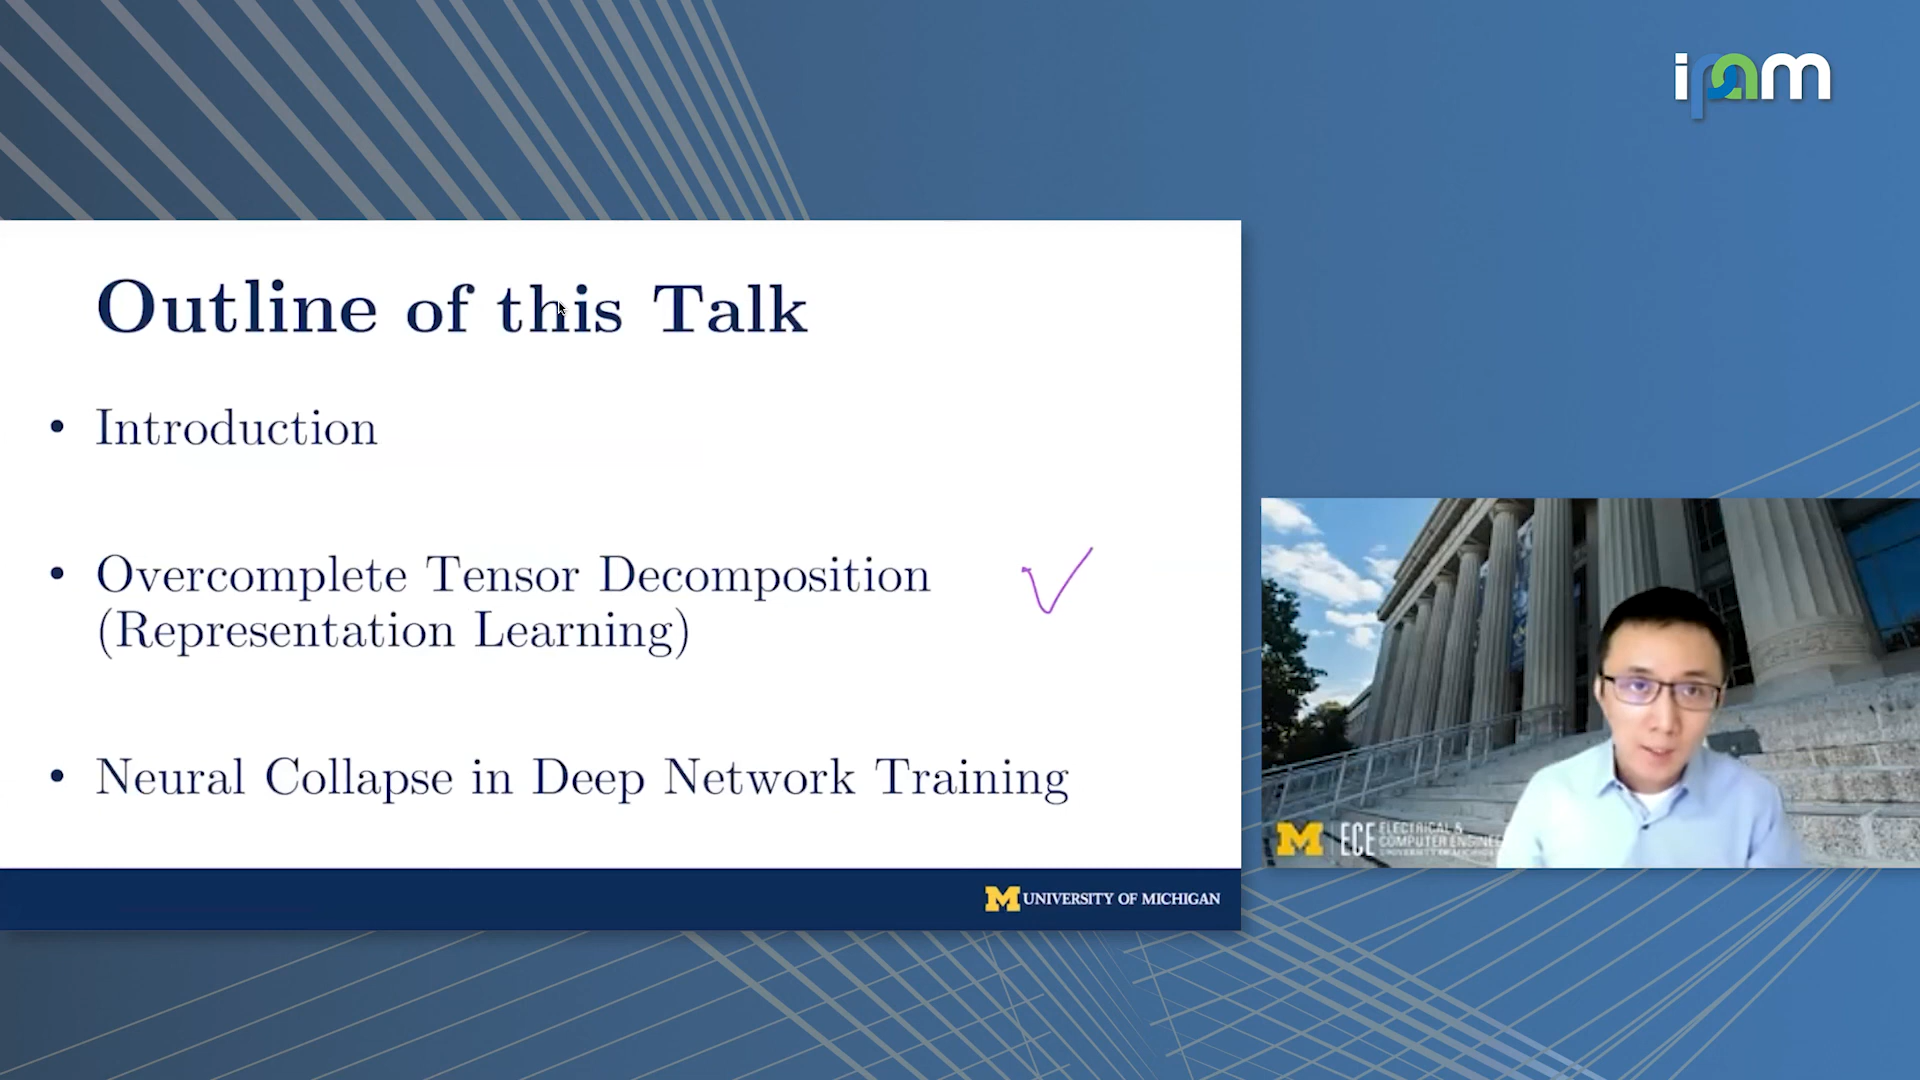 ipam
Outline of this Talk
• Introduction
• Overcomplete Tensor Decomposition
(Representation Learning)
• Neural Collapse in Deep Network Training
M UNIVERSITY OF MICHIGAN
M ECE ELECTRICAL &
COMPUTER ENGINEE